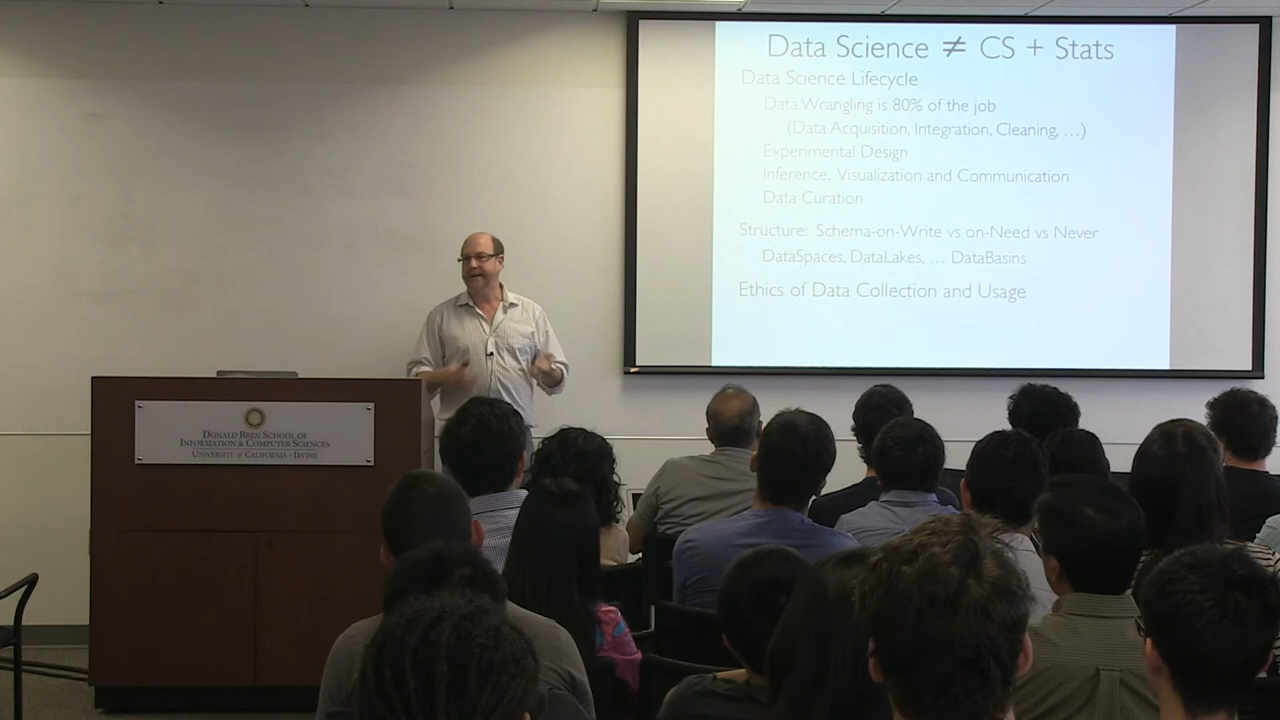 Data Science ≠ CS + Stats
Data Science Lifecycle
Data Wrangling is 80% of the job
(Data Acquisition, Integration, Cleaning, …)
Experimental Design
Inference, Visualization and Communication
Data Curation
Structure: Schema-on-Write vs on-Need vs Never
DataSpaces, DataLakes, … DataBasins
Ethics of Data Collection and Usage
DONALD BREN SCHOOL OF
INFORMATION & COMPUTER SCIENCES
UNIVERSITY of CALIFORNIA - IRVINE